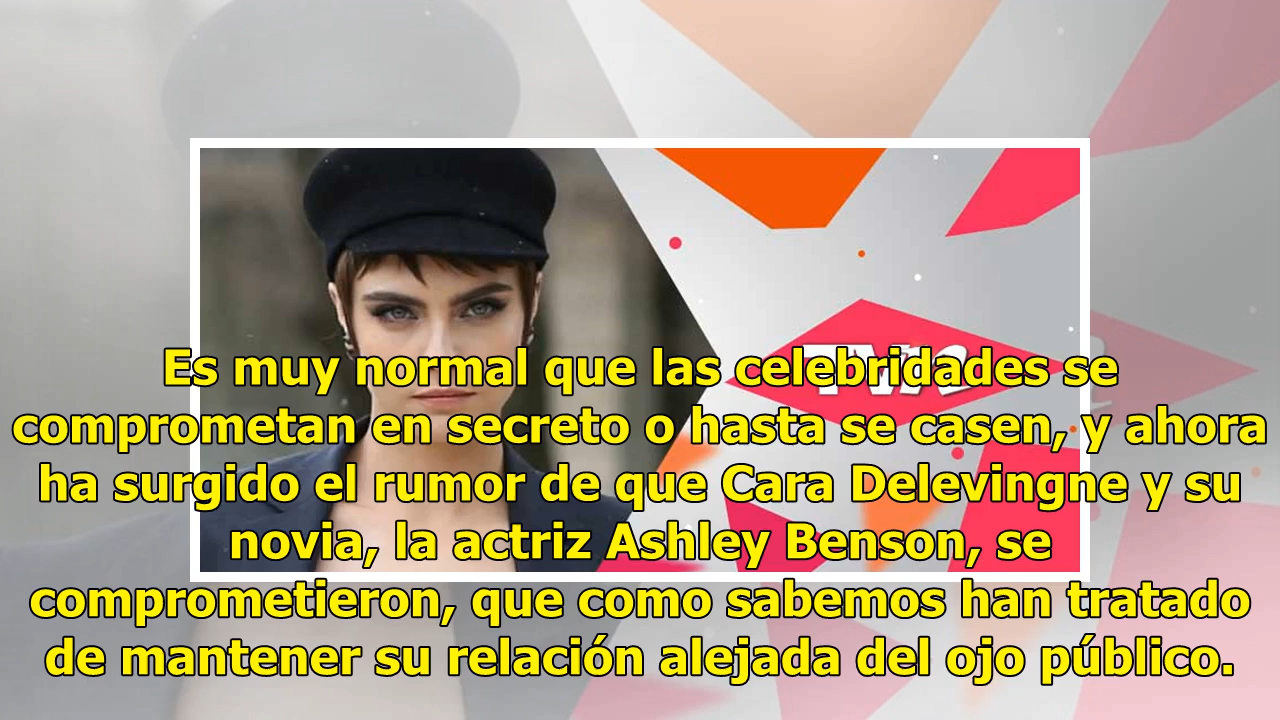 TVN
Es muy normal que las celebridades se
comprometan en secreto o hasta se casen, y ahora
ha surgido el rumor de que Cara Delevingne y su
novia, la actriz Ashley Benson, se
comprometieron, que como sabemos han tratado
de mantener su relación alejada del ojo público.